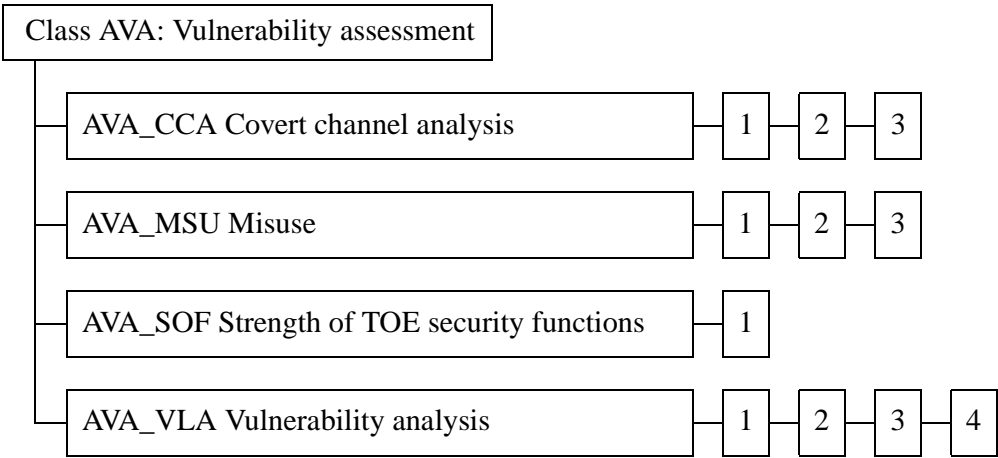 Class AVA: Vulnerability assessment
AVA_CCA Covert channel analysis 1 2 3
AVA_MSU Misuse 1 2 3
AVA_SOF Strength of TOE security functions 1
AVA_VLA Vulnerability analysis 1 2 3 4